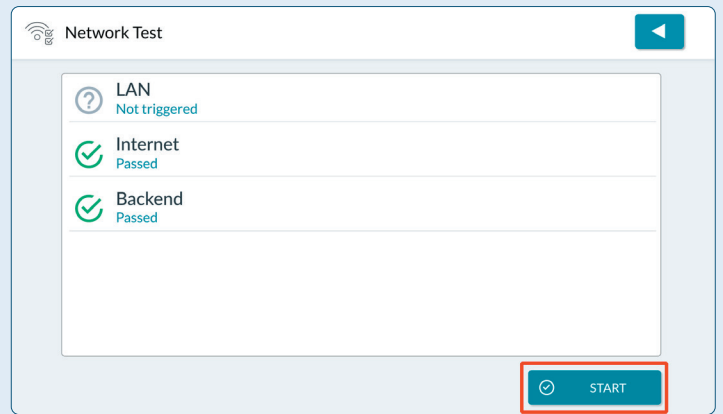 Network Test
LAN
Not triggered
Internet
Passed
Backend
Passed
START